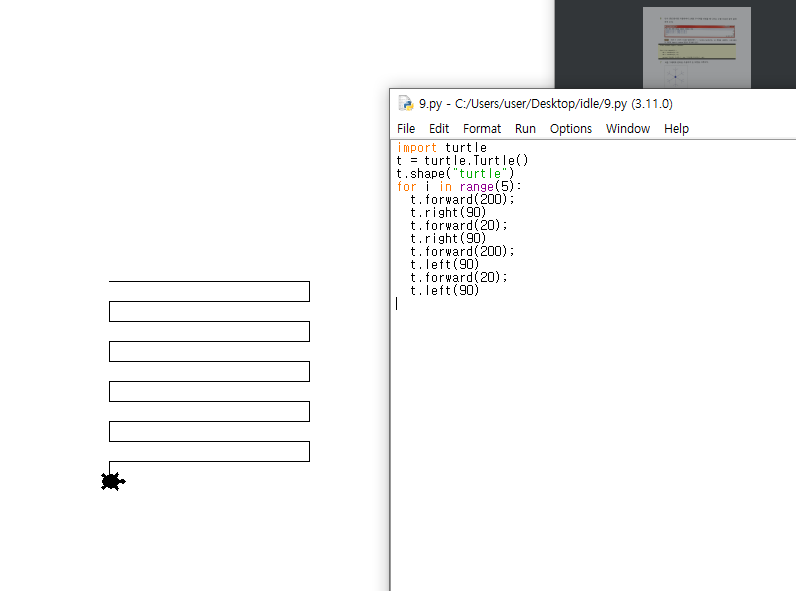 9.py - C:/Users/user/Desktop/idle/9.py (3.11.0)
File Edit Format Run Options Window Help
import turtle
t = turtle.Turtle()
t.shape("turtle")
for i in range(5):
  t.forward(200);
  t.right(90)
  t.forward(20);
  t.right(90)
  t.forward(200);
  t.left(90)
  t.forward(20);
  t.left(90)